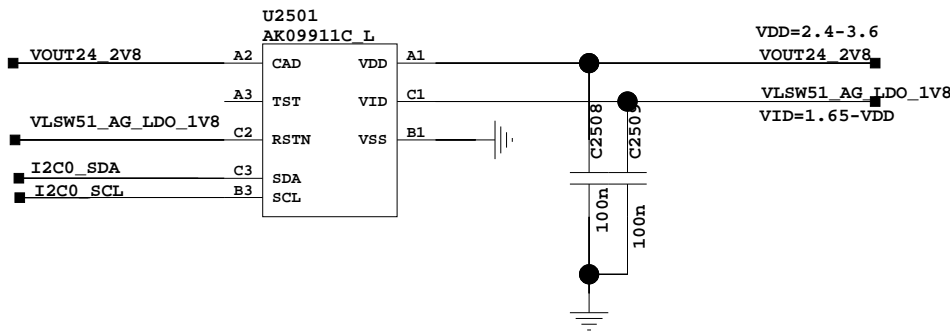 U2501
AK09911C_L
VDD=2.4-3.6
VOUT24_2V8
A2
CAD
VDD
A1
VOUT24_2V8
A3
TST
VID
C1
VLSW51_AG_LDO_1V8
VLSW51_AG_LDO_1V8
C2
RSTN
VSS
B1
VID=1.65-VDD
C2508
C2509
I2C0_SDA
C3
SDA
I2C0_SCL
B3
SCL
100n
100n